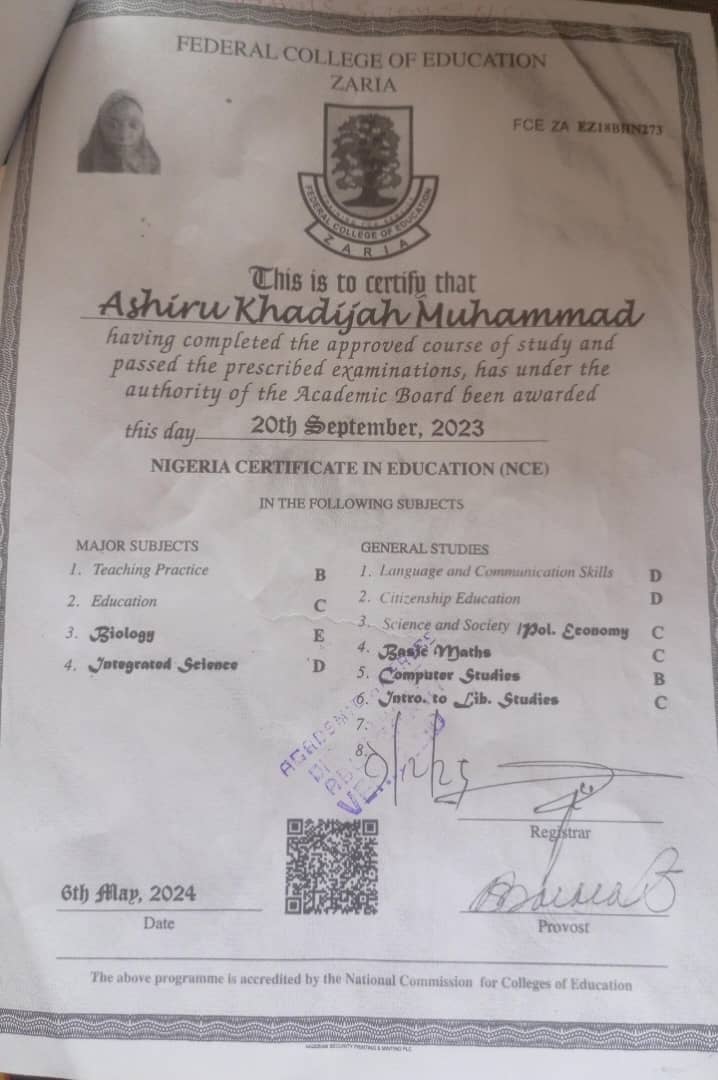 FEDERAL COLLEGE OF EDUCATION
ZARIA
FCE ZA EZ18BHN273
FEDERAL COLLEGE OF EDUCATION
ZARIA
This is to certify that
Ashiru Khadijah Muhammad
having completed the approved course of study and
passed the prescribed examinations, has under the
authority of the Academic Board been awarded
this day 20th September, 2023
NIGERIA CERTIFICATE IN EDUCATION (NCE)
IN THE FOLLOWING SUBJECTS
MAJOR SUBJECTS
1. Teaching Practice B
2. Education C
3. Biology E
4. Integrated Science D
GENERAL STUDIES
1. Language and Communication Skills D
2. Citizenship Education D
3. Science and Society /Pol. Economy C
4. Basic Maths C
5. Computer Studies B
6. Intro. to Lib. Studies C
7.
8.
Registrar
6th May, 2024
Date
Provost
The above programme is accredited by the National Commission for Colleges of Education